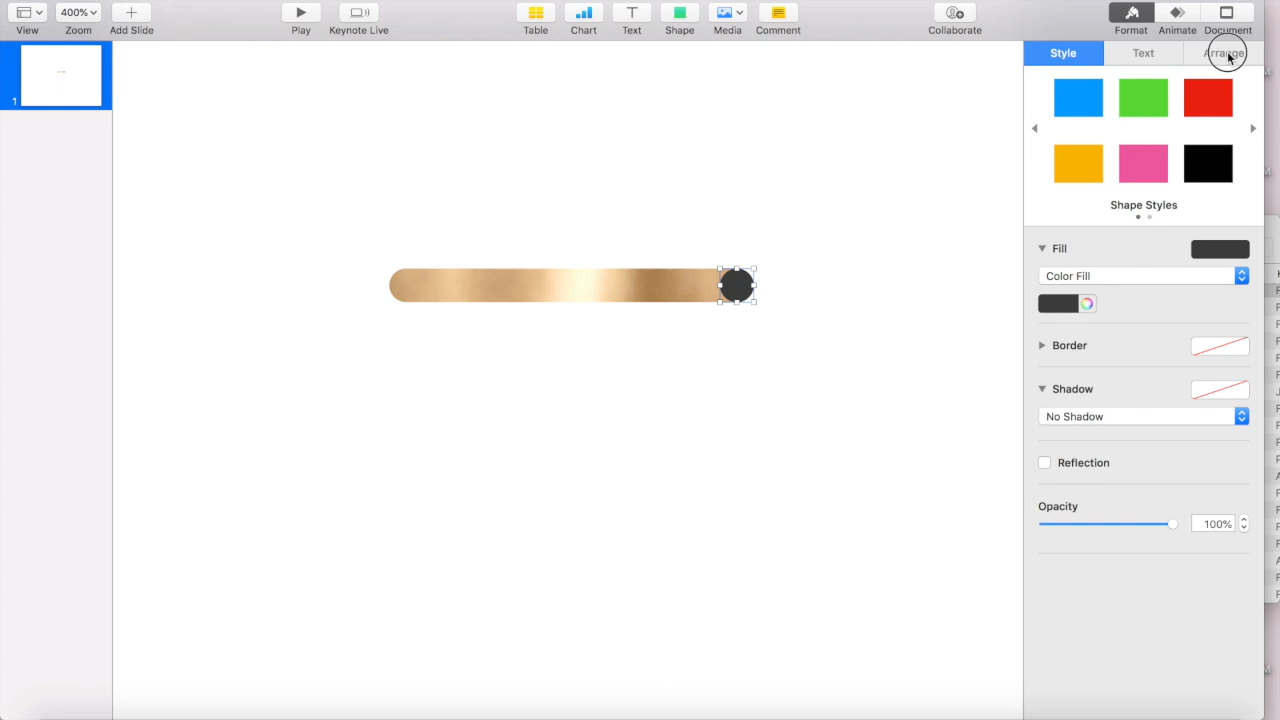 400%
View
Zoom
Add Slide
Play
Keynote Live
Table
Chart
Text
Shape
Media
Comment
Collaborate
Format
Animate
Document
1
Style
Text
Arrange
Shape Styles
Fill
Color Fill
Border
Shadow
No Shadow
Reflection
Opacity
100%